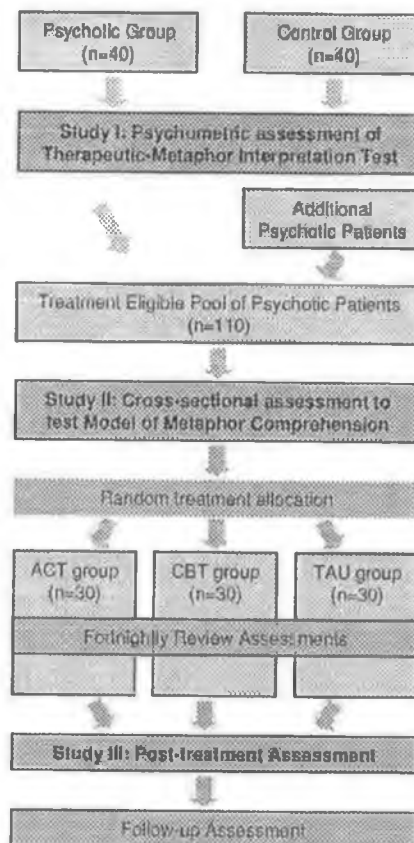 Psychotic Group
(n=40)
Control Group
(n=40)
Study I: Psychometric assessment of
Therapeutic-Metaphor Interpretation Test
Additional
Psychotic Patients
Treatment Eligible Pool of Psychotic Patients
(n=110)
Study II: Cross-sectional assessment to
test Model of Metaphor Comprehension
Random treatment allocation
ACT group
(n=30)
CBT group
(n=30)
TAU group
(n=30)
Fortnightly Review Assessments
Study III: Post-treatment Assessment
Follow-up Assessment